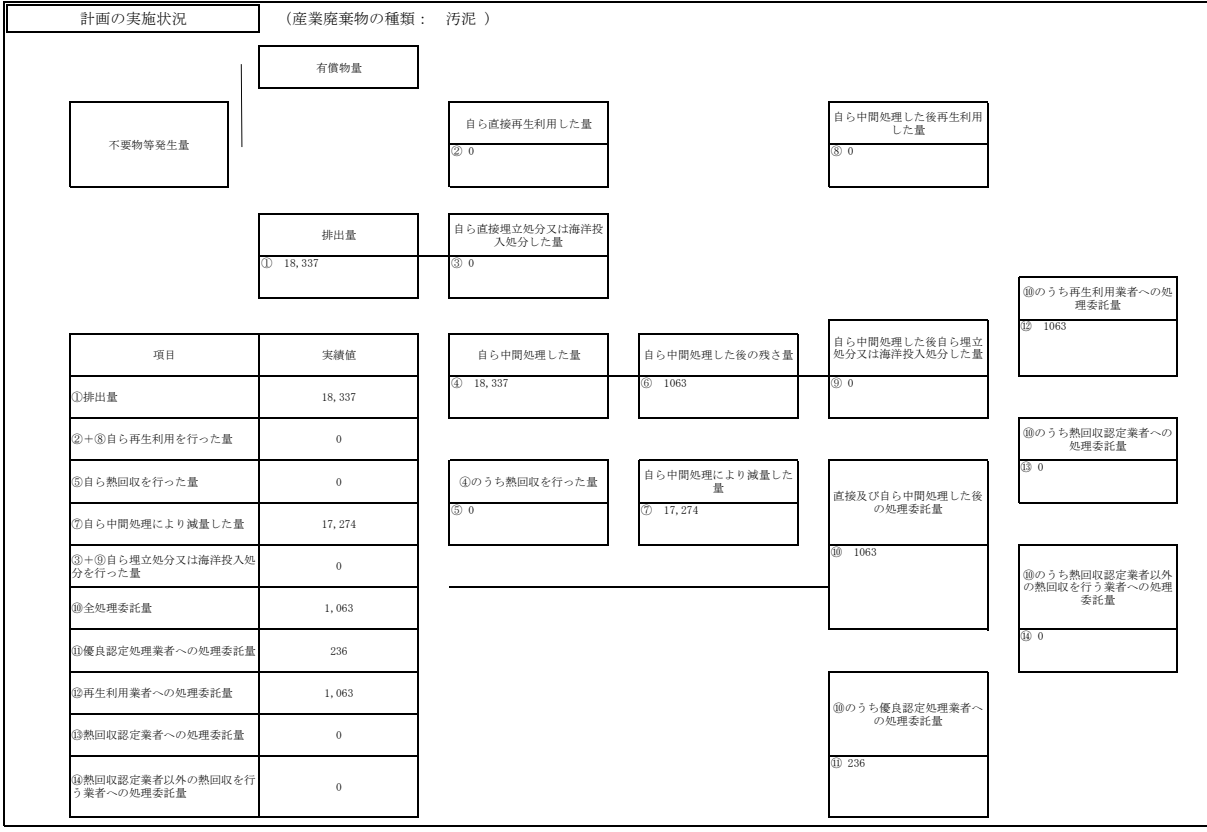 計画の実施状況
（産業廃棄物の種類： 汚泥 ）
有償物量
不要物等発生量
自ら直接再生利用した量
② 0
自ら中間処理した後再生利用
した量
⑧ 0
排出量
① 18,337
自ら直接埋立処分又は海洋投
入処分した量
③ 0
⑩のうち再生利用業者への処
理委託量
⑫ 1063
項目 実績値
①排出量 18,337
②＋⑧自ら再生利用を行った量 0
⑤自ら熱回収を行った量 0
⑦自ら中間処理により減量した量 17,274
③＋⑨自ら埋立処分又は海洋投入処
分を行った量 0
⑩全処理委託量 1,063
⑪優良認定処理業者への処理委託量 236
⑫再生利用業者への処理委託量 1,063
⑬熱回収認定業者への処理委託量 0
⑭熱回収認定業者以外の熱回収を行
う業者への処理委託量 0
自ら中間処理した量
④ 18,337
自ら中間処理した後の残さ量
⑥ 1063
自ら中間処理した後自ら埋立
処分又は海洋投入処分した量
⑨ 0
⑩のうち熱回収認定業者への
処理委託量
⑬ 0
④のうち熱回収を行った量
⑤ 0
自ら中間処理により減量した
量
⑦ 17,274
直接及び自ら中間処理した後
の処理委託量
⑩ 1063
⑩のうち熱回収認定業者以外
の熱回収を行う業者への処理
委託量
⑭ 0
⑩のうち優良認定処理業者へ
の処理委託量
⑪ 236